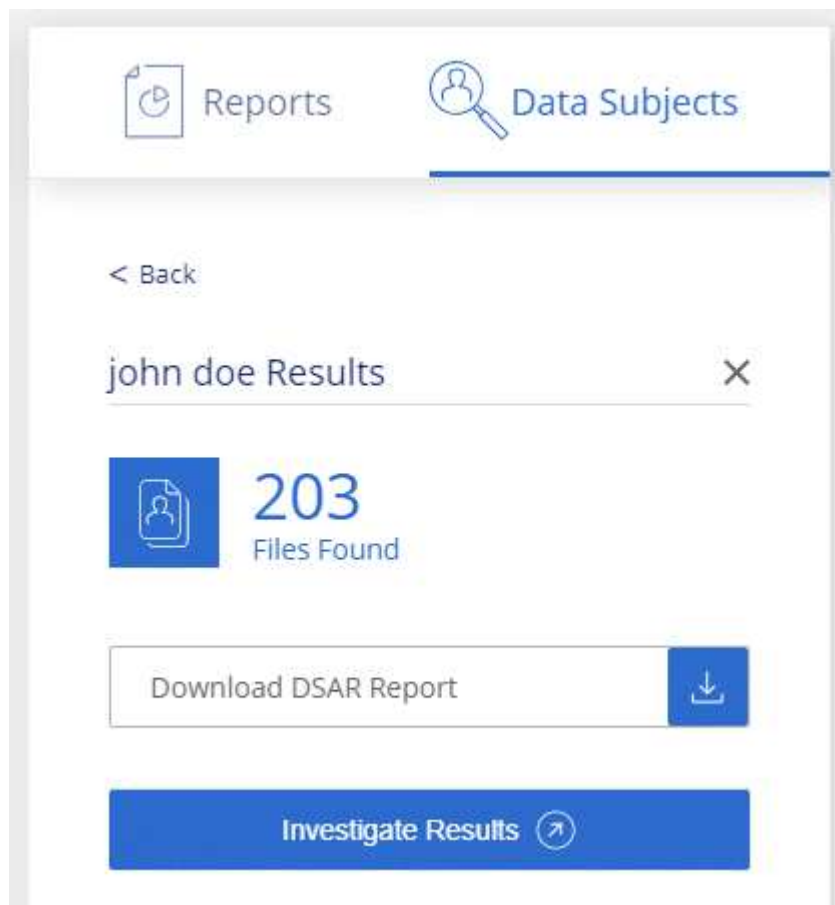 Reports
Data Subjects
< Back
john doe Results
203
Files Found
Download DSAR Report
Investigate Results